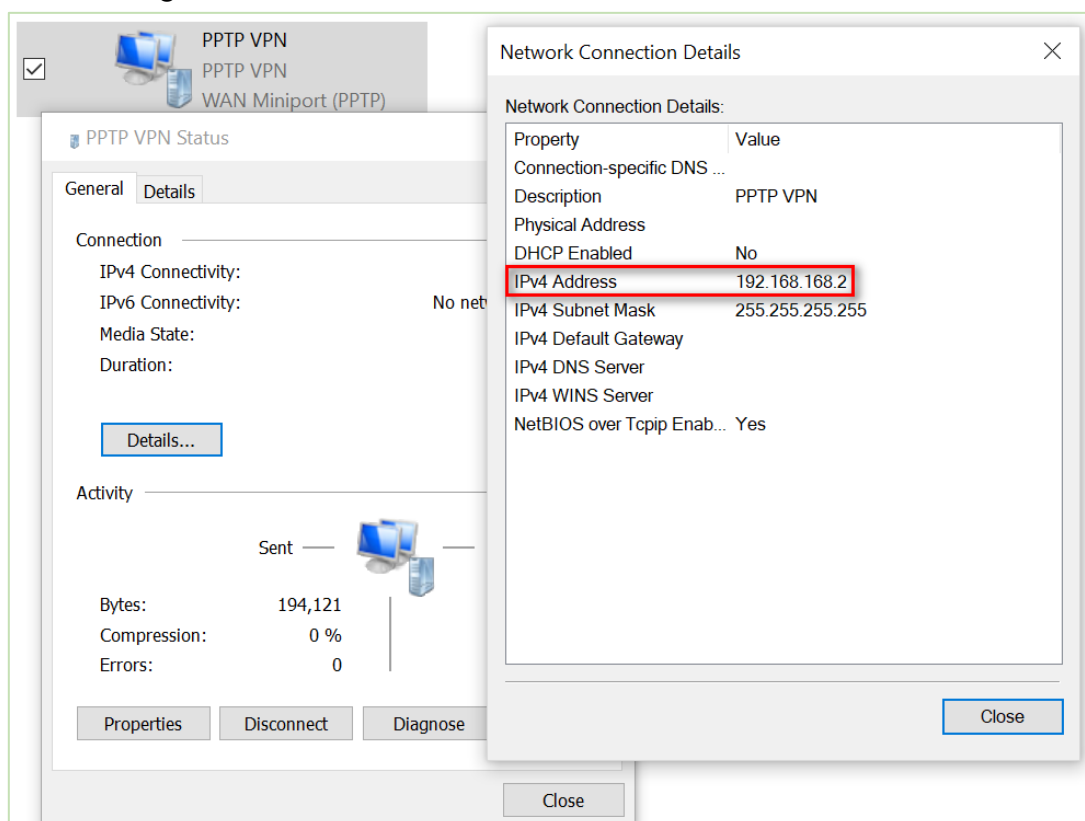 PPTP VPN
PPTP VPN
WAN Miniport (PPTP)
PPTP VPN Status
General Details
Connection
IPv4 Connectivity:
IPv6 Connectivity: No net
Media State:
Duration:
Details...
Activity
Sent
Bytes: 194,121
Compression: 0 %
Errors: 0
Properties Disconnect Diagnose
Close
Network Connection Details
Network Connection Details:
Property Value
Connection-specific DNS ...
Description PPTP VPN
Physical Address
DHCP Enabled No
IPv4 Address 192.168.168.2
IPv4 Subnet Mask 255.255.255.255
IPv4 Default Gateway
IPv4 DNS Server
IPv4 WINS Server
NetBIOS over Tcpip Enab... Yes
Close